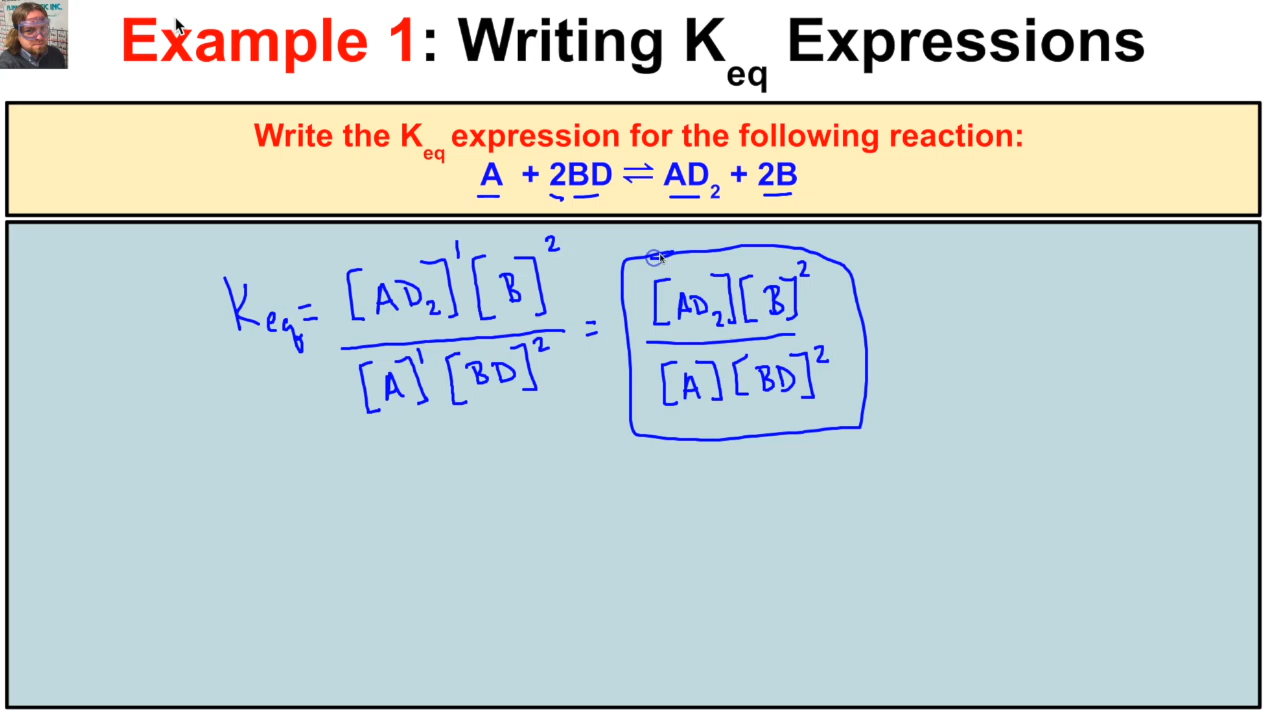 Example 1: Writing Keq Expressions
Write the Keq expression for the following reaction:
A + 2BD ⇌ AD₂ + 2B
Keq = [AD₂]¹[B]² / [A]¹[BD]² = [AD₂][B]² / [A][BD]²